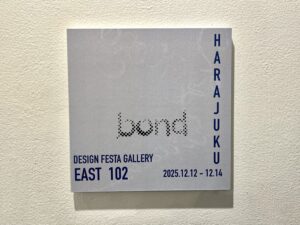 HARAJUKU
bond
DESIGN FESTA GALLERY
EAST 102
2025.12.12 - 12.14